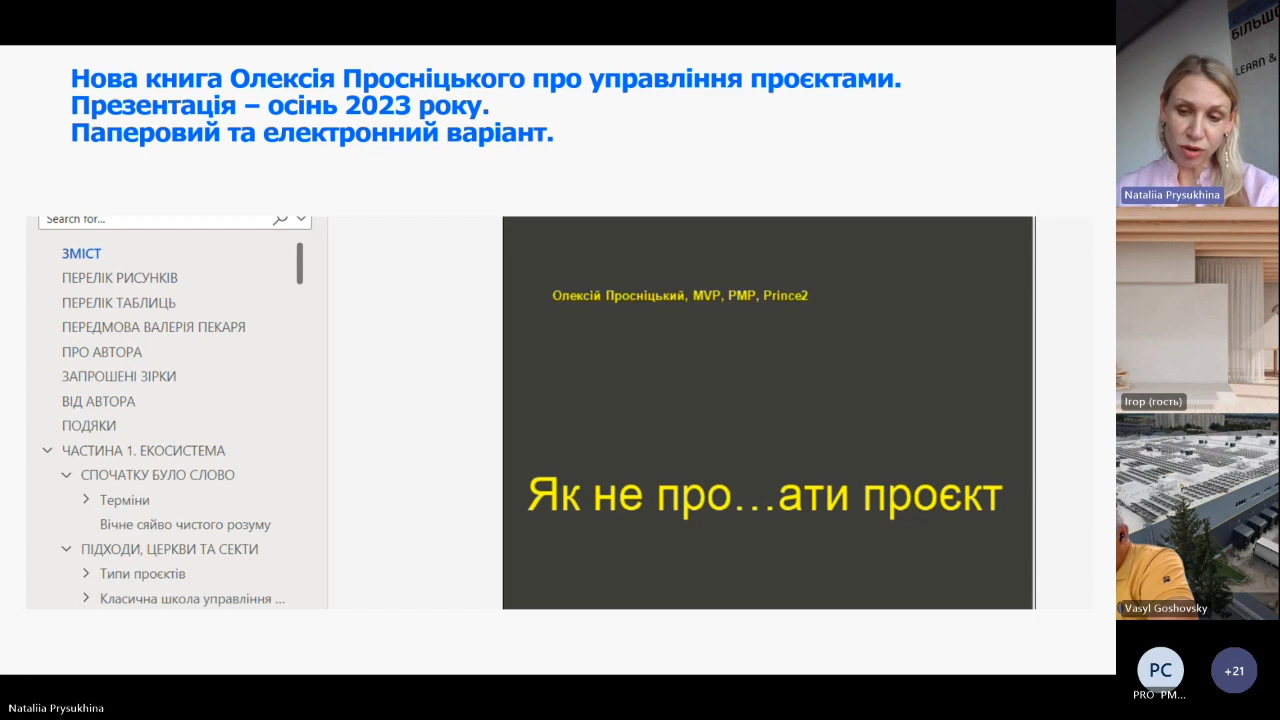 Нова книга Олексія Просніцького про управління проєктами.
Презентація – осінь 2023 року.
Паперовий та електронний варіант.
Search for...
ЗМІСТ
ПЕРЕЛІК РИСУНКІВ
ПЕРЕЛІК ТАБЛИЦЬ
ПЕРЕДМОВА ВАЛЕРІЯ ПЕКАРЯ
ПРО АВТОРА
ЗАПРОШЕНІ ЗІРКИ
ВІД АВТОРА
ПОДЯКИ
ЧАСТИНА 1. ЕКОСИСТЕМА
СПОЧАТКУ БУЛО СЛОВО
Терміни
Вічне сяйво чистого розуму
ПІДХОДИ, ЦЕРКВИ ТА СЕКТИ
Типи проєктів
Класична школа управління ...
Олексій Просніцький, MVP, PMP, Prince2
Як не про...ати проєкт
LEARN &
Nataliia Prysukhina
Ігор (гость)
Vasyl Goshovsky
PC
PRO PM...
+21
Nataliia Prysukhina